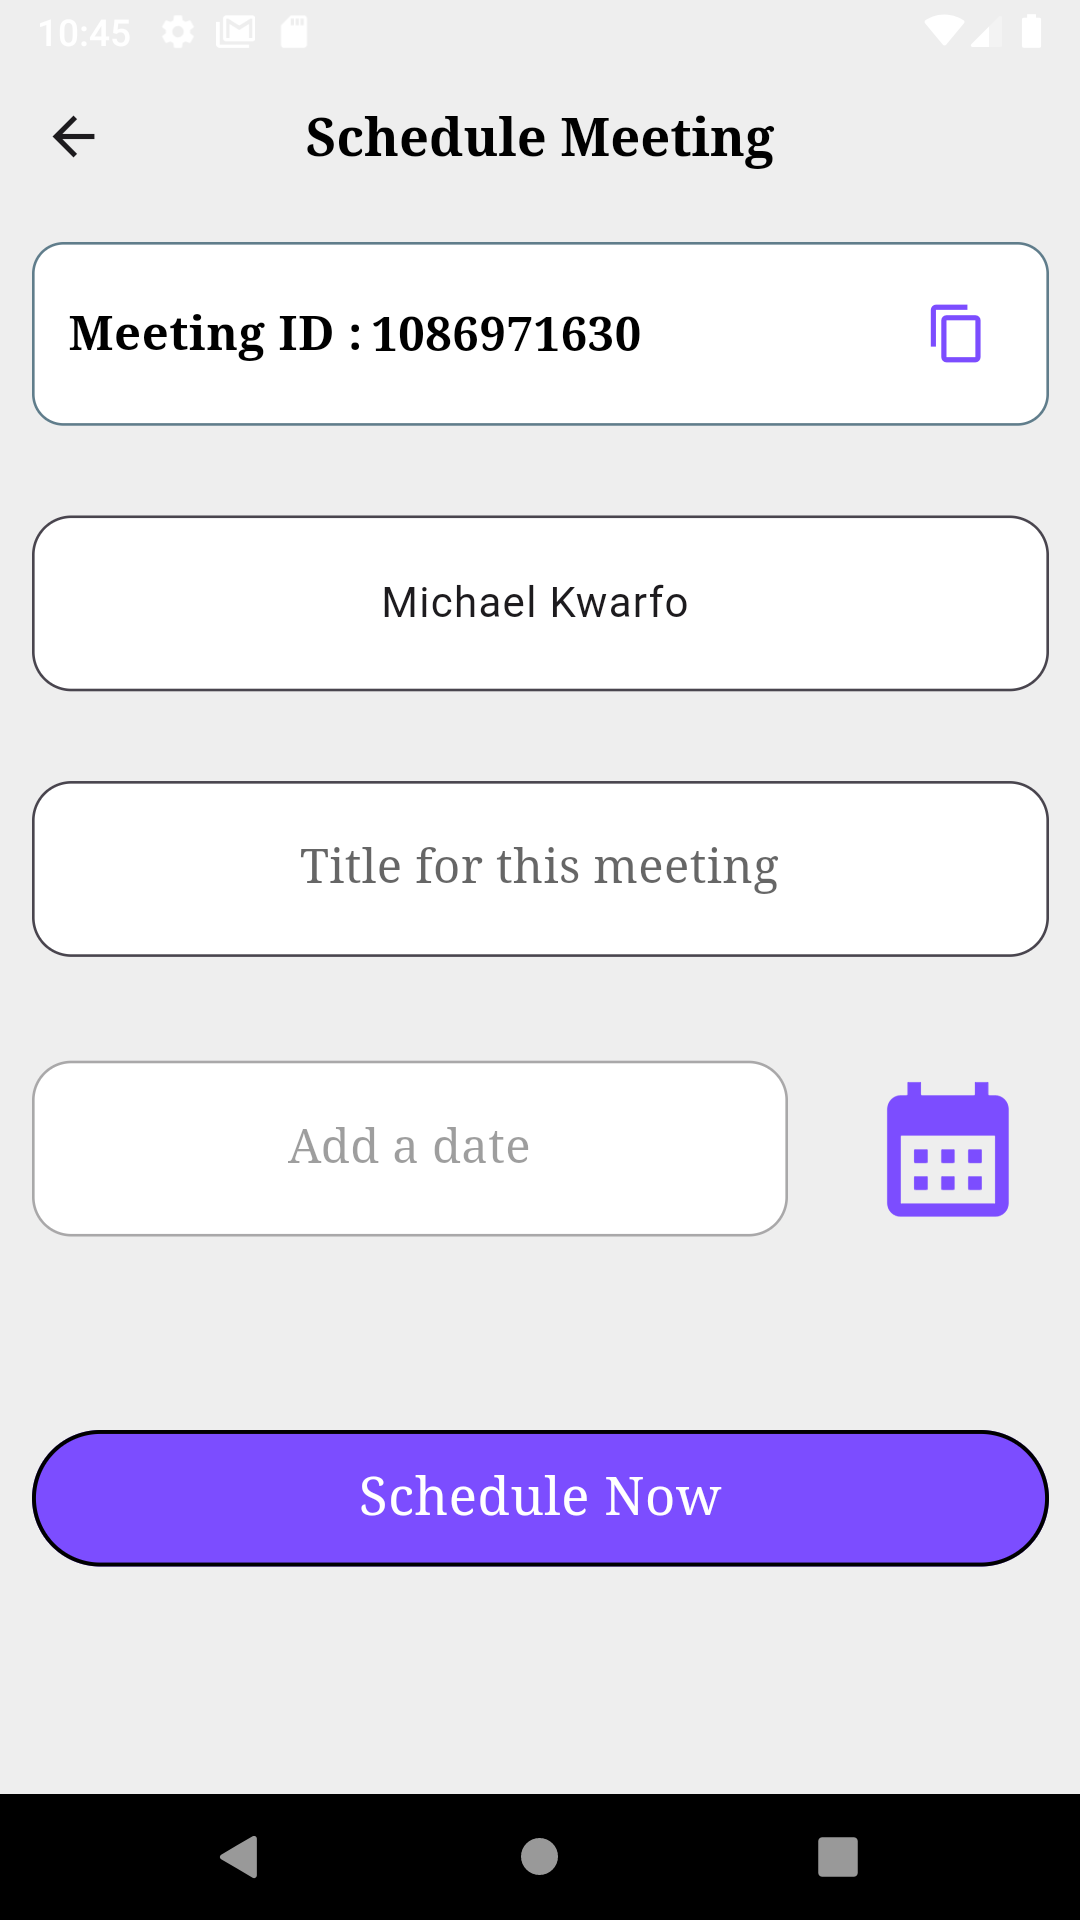 10:45
Schedule Meeting
Meeting ID : 1086971630
Michael Kwarfo
Title for this meeting
Add a date
Schedule Now